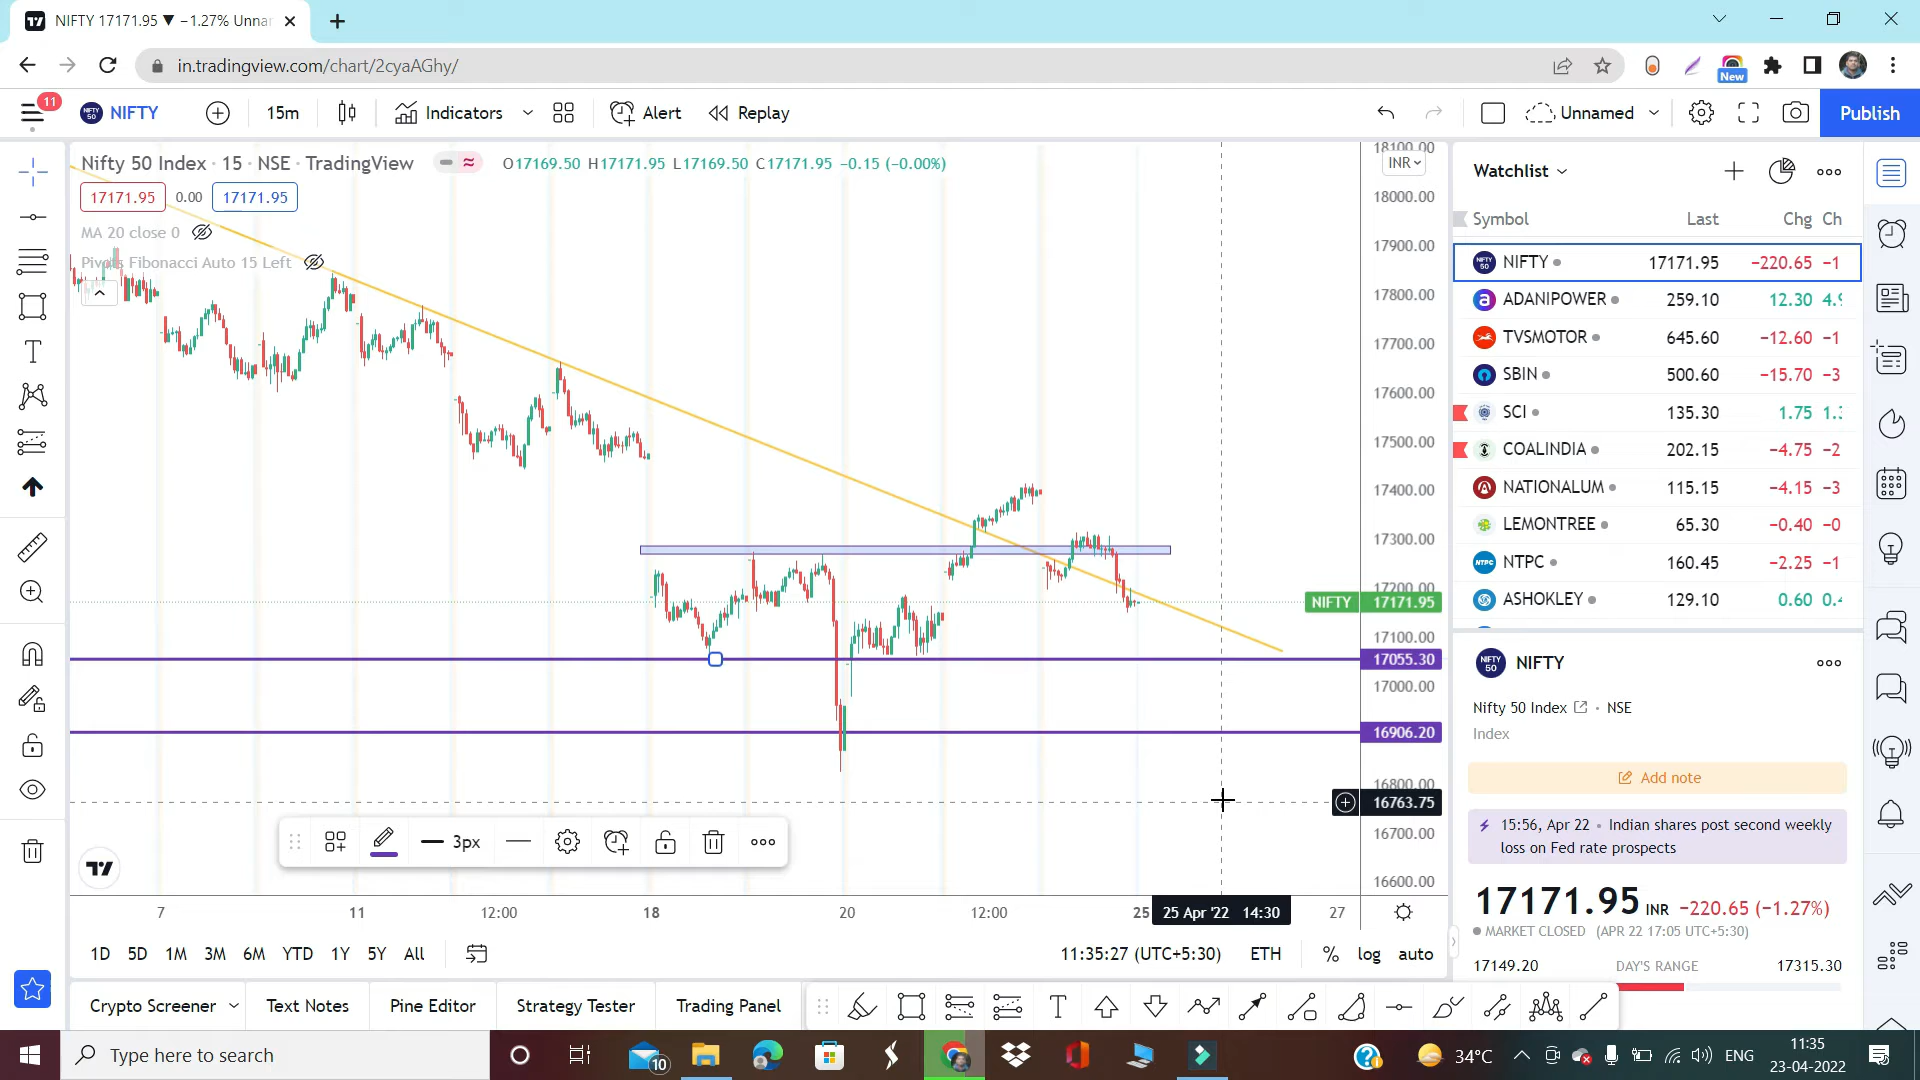 NIFTY 17171.95 ▼ −1.27% Unnar
in.tradingview.com/chart/2cyaAGhy/
New
11
NIFTY
15m
Indicators
Alert
Replay
Unnamed
Publish
Nifty 50 Index · 15 · NSE · TradingView
O17169.50 H17171.95 L17169.50 C17171.95 −0.15 (−0.00%)
17171.95 0.00 17171.95
MA 20 close 0
Pivots Fibonacci Auto 15 Left
18100.00
INR
18000.00
17900.00
17800.00
17700.00
17600.00
17500.00
17400.00
17300.00
17200.00
NIFTY 17171.95
17100.00
17055.30
17000.00
16906.20
16800.00
16763.75
16700.00
16600.00
3px
7 11 12:00 18 20 12:00 25 25 Apr '22 14:30 27
1D 5D 1M 3M 6M YTD 1Y 5Y All
11:35:27 (UTC+5:30) ETH % log auto
Crypto Screener Text Notes Pine Editor Strategy Tester Trading Panel
Watchlist
Symbol Last Chg Ch
NIFTY 17171.95 −220.65 −1
ADANIPOWER 259.10 12.30 4.9
TVSMOTOR 645.60 −12.60 −1
SBIN 500.60 −15.70 −3
SCI 135.30 1.75 1.3
COALINDIA 202.15 −4.75 −2
NATIONALUM 115.15 −4.15 −3
LEMONTREE 65.30 −0.40 −0
NTPC 160.45 −2.25 −1
ASHOKLEY 129.10 0.60 0.4
NIFTY 50
NIFTY
Nifty 50 Index · NSE
Index
Add note
15:56, Apr 22 · Indian shares post second weekly
loss on Fed rate prospects
17171.95 INR −220.65 (−1.27%)
MARKET CLOSED (APR 22 17:05 UTC+5:30)
17149.20 DAY'S RANGE 17315.30
Type here to search
10
34°C
ENG
11:35
23-04-2022